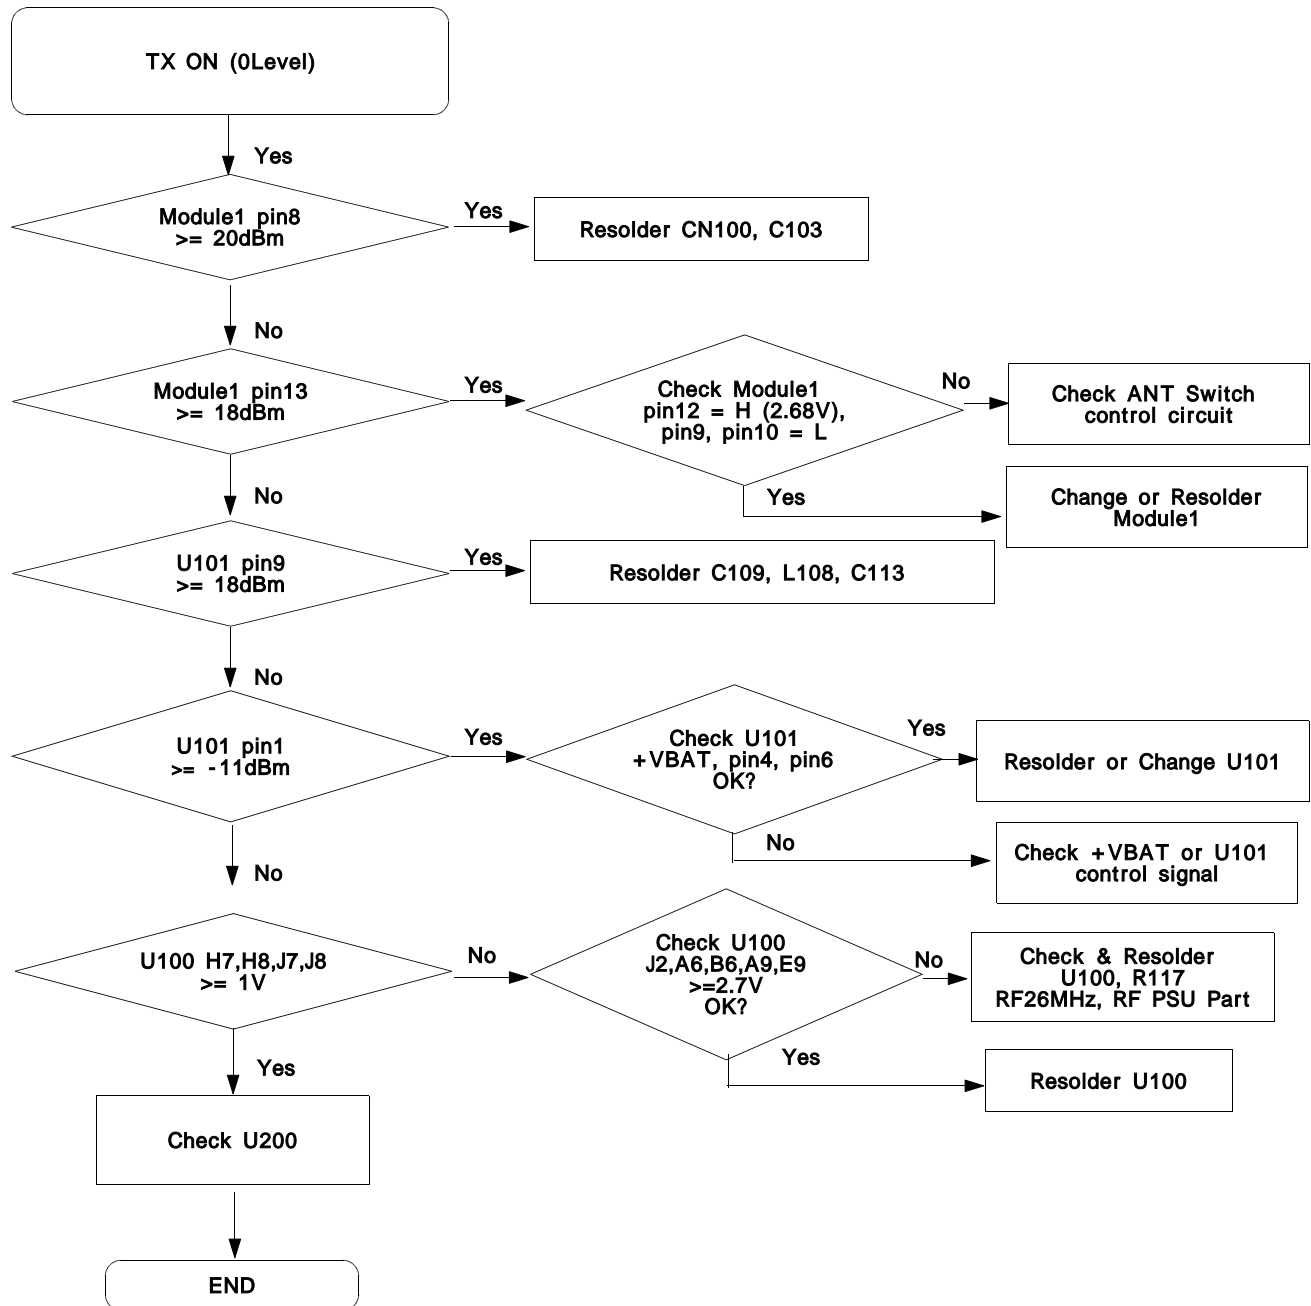 TX ON (0Level)
Yes
Module1 pin8
>= 20dBm
Yes
Resolder CN100, C103
No
Module1 pin13
>= 18dBm
Yes
Check Module1
pin12 = H (2.68V),
pin9, pin10 = L
No
Check ANT Switch
control circuit
Yes
Change or Resolder
Module1
No
U101 pin9
>= 18dBm
Yes
Resolder C109, L108, C113
No
U101 pin1
>= -11dBm
Yes
Check U101
+VBAT, pin4, pin6
OK?
Yes
Resolder or Change U101
No
Check +VBAT or U101
control signal
No
U100 H7,H8,J7,J8
>= 1V
No
Check U100
J2,A6,B6,A9,E9
>=2.7V
OK?
No
Check & Resolder
U100, R117
RF26MHz, RF PSU Part
Yes
Resolder U100
Yes
Check U200
END